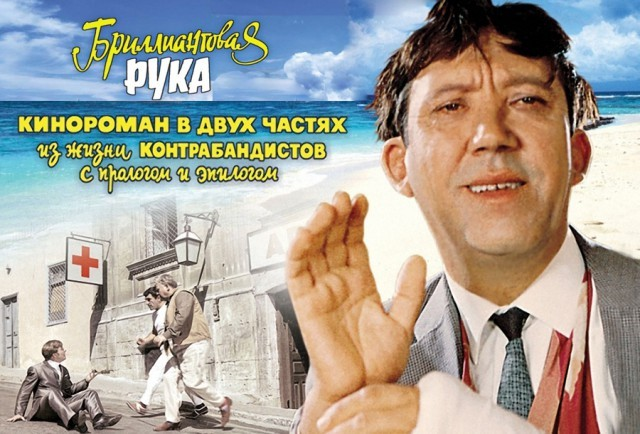 Бриллиантовая
РУКА
КИНОРОМАН В ДВУХ ЧАСТЯХ
из жизни КОНТРАБАНДИСТОВ
с прологом и эпилогом